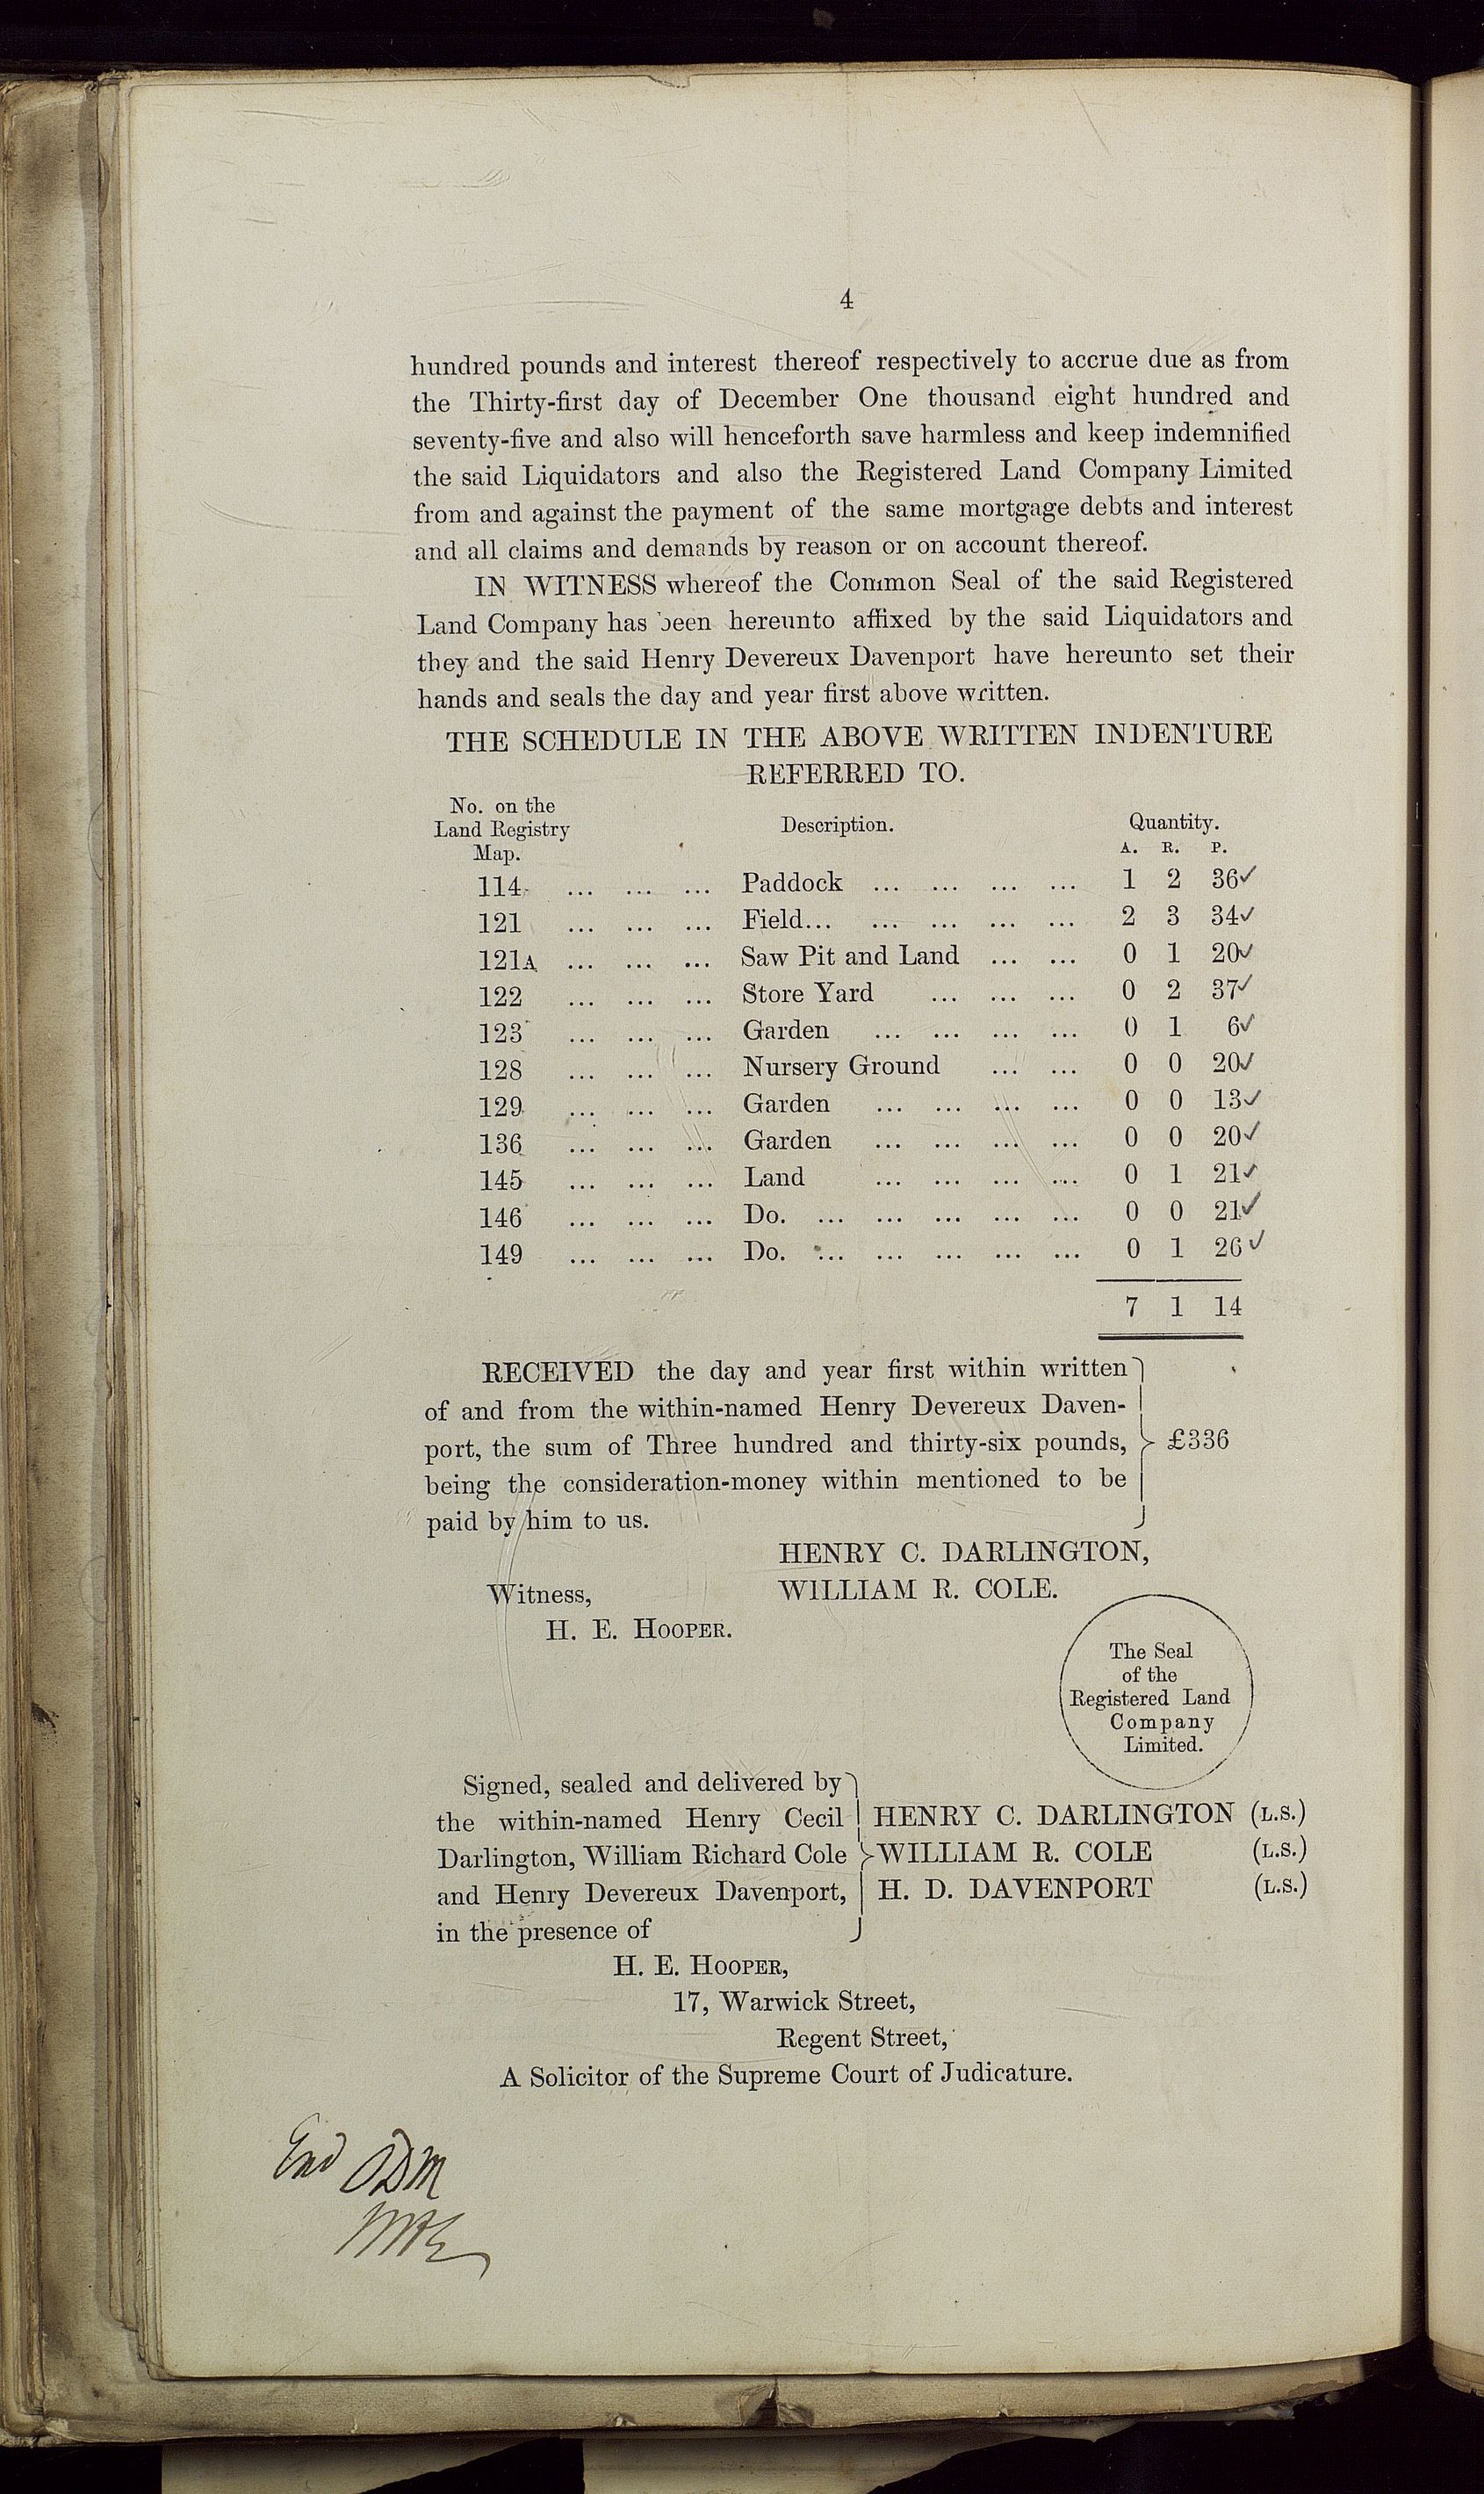 4
hundred pounds and interest thereof respectively to accrue due as from
the Thirty-first day of December One thousand eight hundred and
seventy-five and also will henceforth save harmless and keep indemnified
the said Liquidators and also the Registered Land Company Limited
from and against the payment of the same mortgage debts and interest
and all claims and demands by reason or on account thereof.
IN WITNESS whereof the Common Seal of the said Registered
Land Company has been hereunto affixed by the said Liquidators and
they and the said Henry Devereux Davenport have hereunto set their
hands and seals the day and year first above written.
THE SCHEDULE IN THE ABOVE WRITTEN INDENTURE
REFERRED TO.
No. on the
Land Registry Description. Quantity.
Map. A. R. P.
114 ... ... ... Paddock ... ... ... ... 1 2 36✓
121 ... ... ... Field... ... ... ... ... 2 3 34✓
121A ... ... ... Saw Pit and Land ... ... 0 1 20✓
122 ... ... ... Store Yard ... ... ... 0 2 37✓
123 ... ... ... Garden ... ... ... ... 0 1 6✓
128 ... ... ... Nursery Ground ... ... 0 0 20✓
129 ... ... ... Garden ... ... ... ... 0 0 13✓
136 ... ... ... Garden ... ... ... ... 0 0 20✓
145 ... ... ... Land ... ... ... ... 0 1 21✓
146 ... ... ... Do. ... ... ... ... ... 0 0 21✓
149 ... ... ... Do. ... ... ... ... ... 0 1 26✓
7 1 14
RECEIVED the day and year first within written
of and from the within-named Henry Devereux Daven-
port, the sum of Three hundred and thirty-six pounds, £336
being the consideration-money within mentioned to be
paid by him to us.
HENRY C. DARLINGTON,
Witness, WILLIAM R. COLE.
H. E. HOOPER.
The Seal
of the
Registered Land
Company
Limited.
Signed, sealed and delivered by
the within-named Henry Cecil HENRY C. DARLINGTON (L.S.)
Darlington, William Richard Cole WILLIAM R. COLE (L.S.)
and Henry Devereux Davenport, H. D. DAVENPORT (L.S.)
in the presence of
H. E. HOOPER,
17, Warwick Street,
Regent Street,
A Solicitor of the Supreme Court of Judicature.